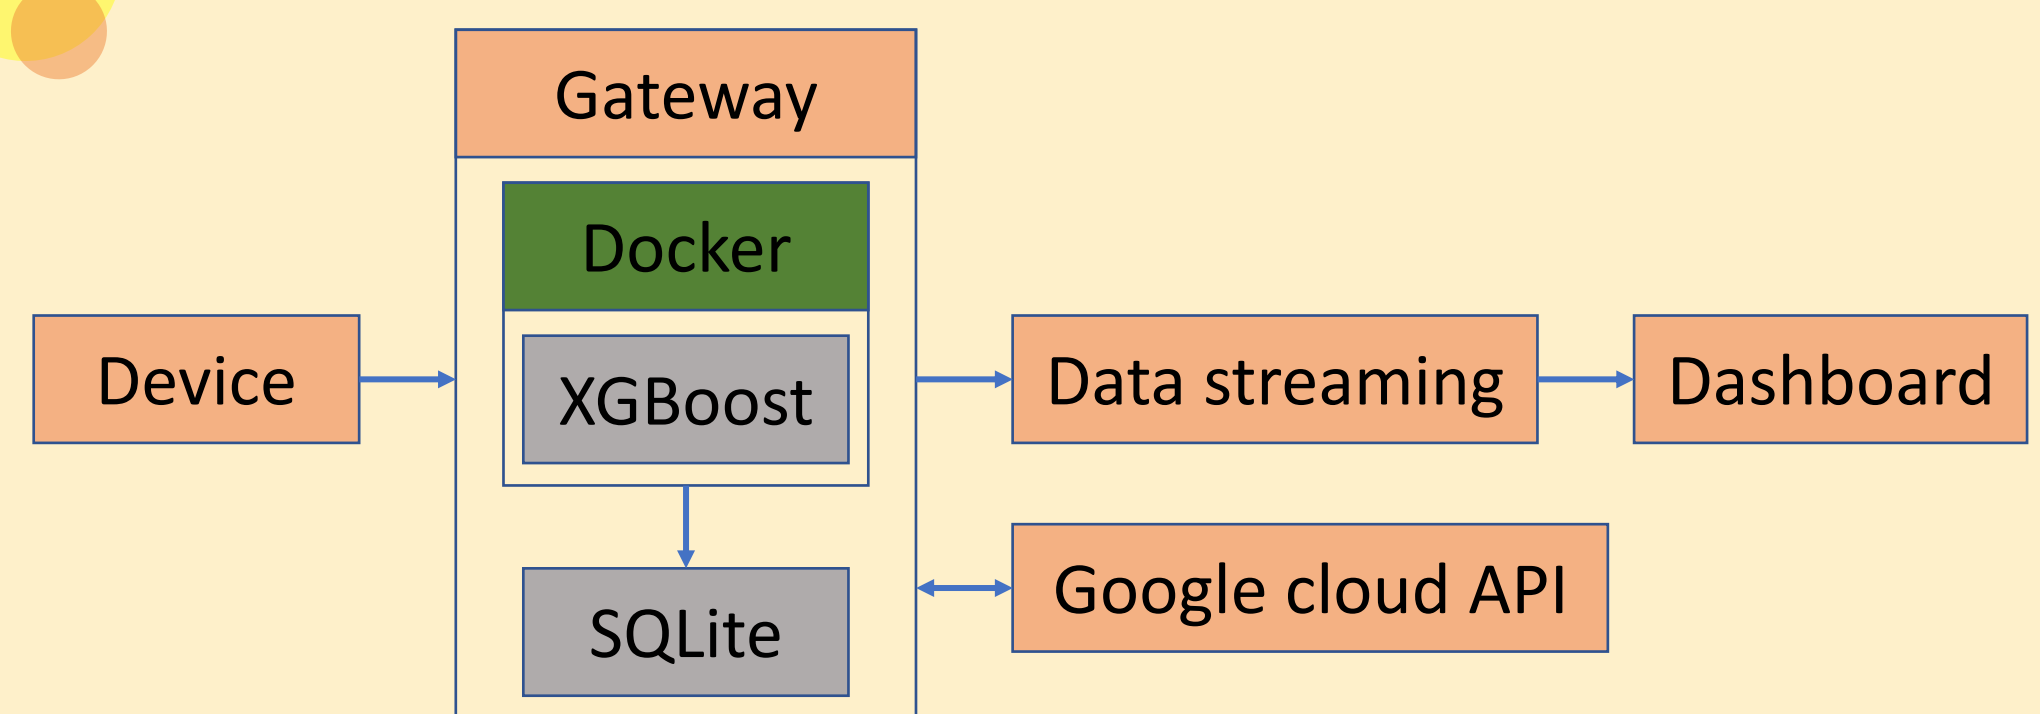 Gateway
Docker
Device
XGBoost
Data streaming
Dashboard
Google cloud API
SQLite